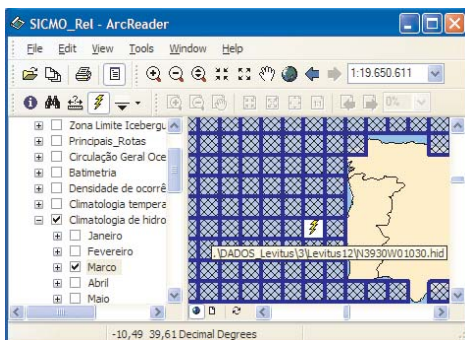 SICMO_Rel - ArcReader
File Edit View Tools Window Help
1:19.650.611
0%
Zona Limite Icebergu
Principais_Rotas
Circulação Geral Oce
Batimetria
Densidade de ocorrê
Climatologia tempera
Climatologia de hidro
Janeiro
Fevereiro
Marco
Abril
Maio
.\DADOS_Levitus\3\Levitus12\N3930W01030.hid
-10,49 39,61 Decimal Degrees